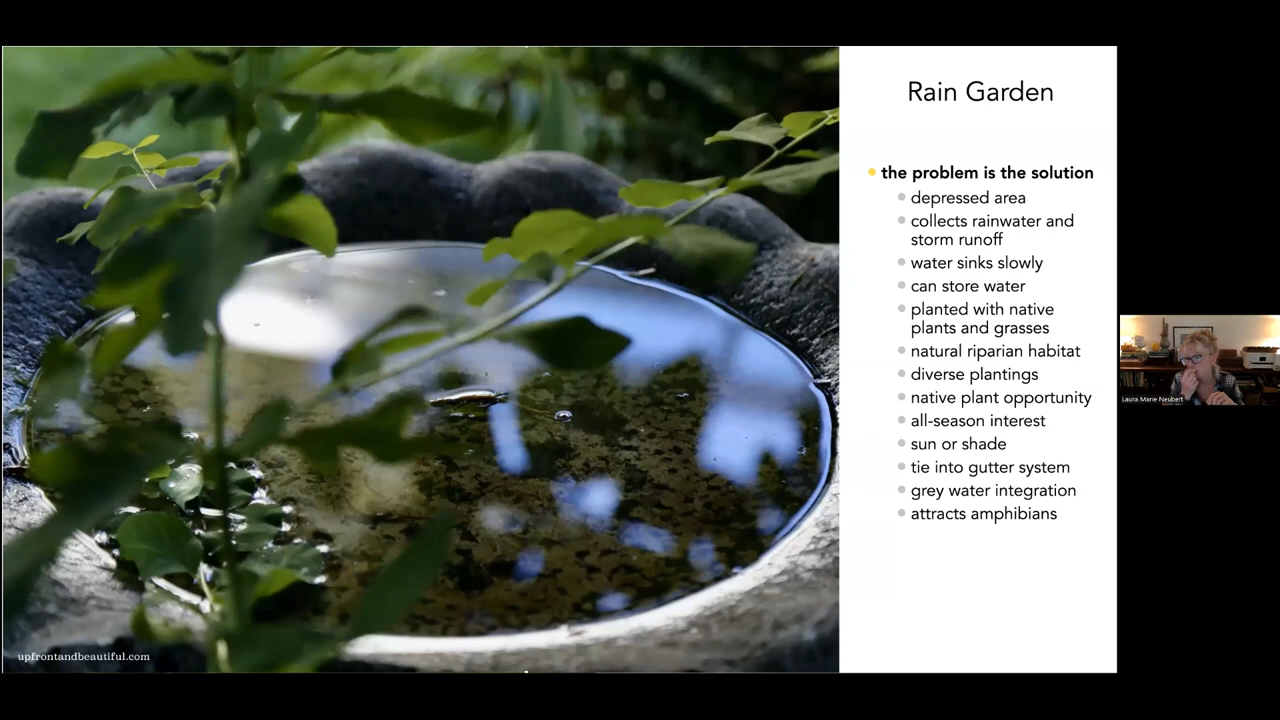 Rain Garden
the problem is the solution
depressed area
collects rainwater and
storm runoff
water sinks slowly
can store water
planted with native
plants and grasses
natural riparian habitat
diverse plantings
native plant opportunity
all-season interest
sun or shade
tie into gutter system
grey water integration
attracts amphibians
Laura Marie Neubert
upfrontandbeautiful.com